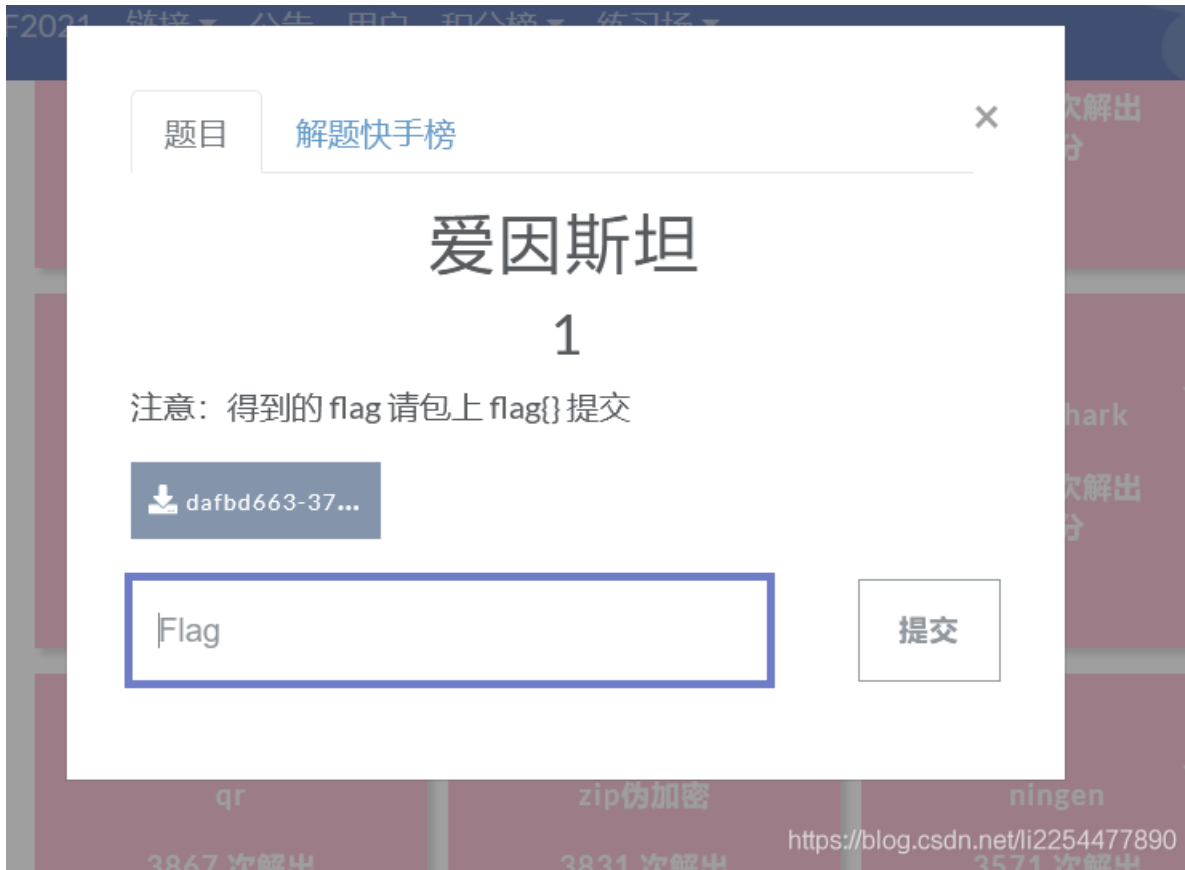 F2021 链接 公告 用户 积分榜 练习场
题目 解题快手榜 ×
次解出
分
爱因斯坦
1
注意：得到的 flag 请包上 flag{} 提交
hark
dafbd663-37...
次解出
分
Flag
提交
qr zip伪加密 ningen
https://blog.csdn.net/li2254477890
3867 次解出 3831 次解出 3571 次解出